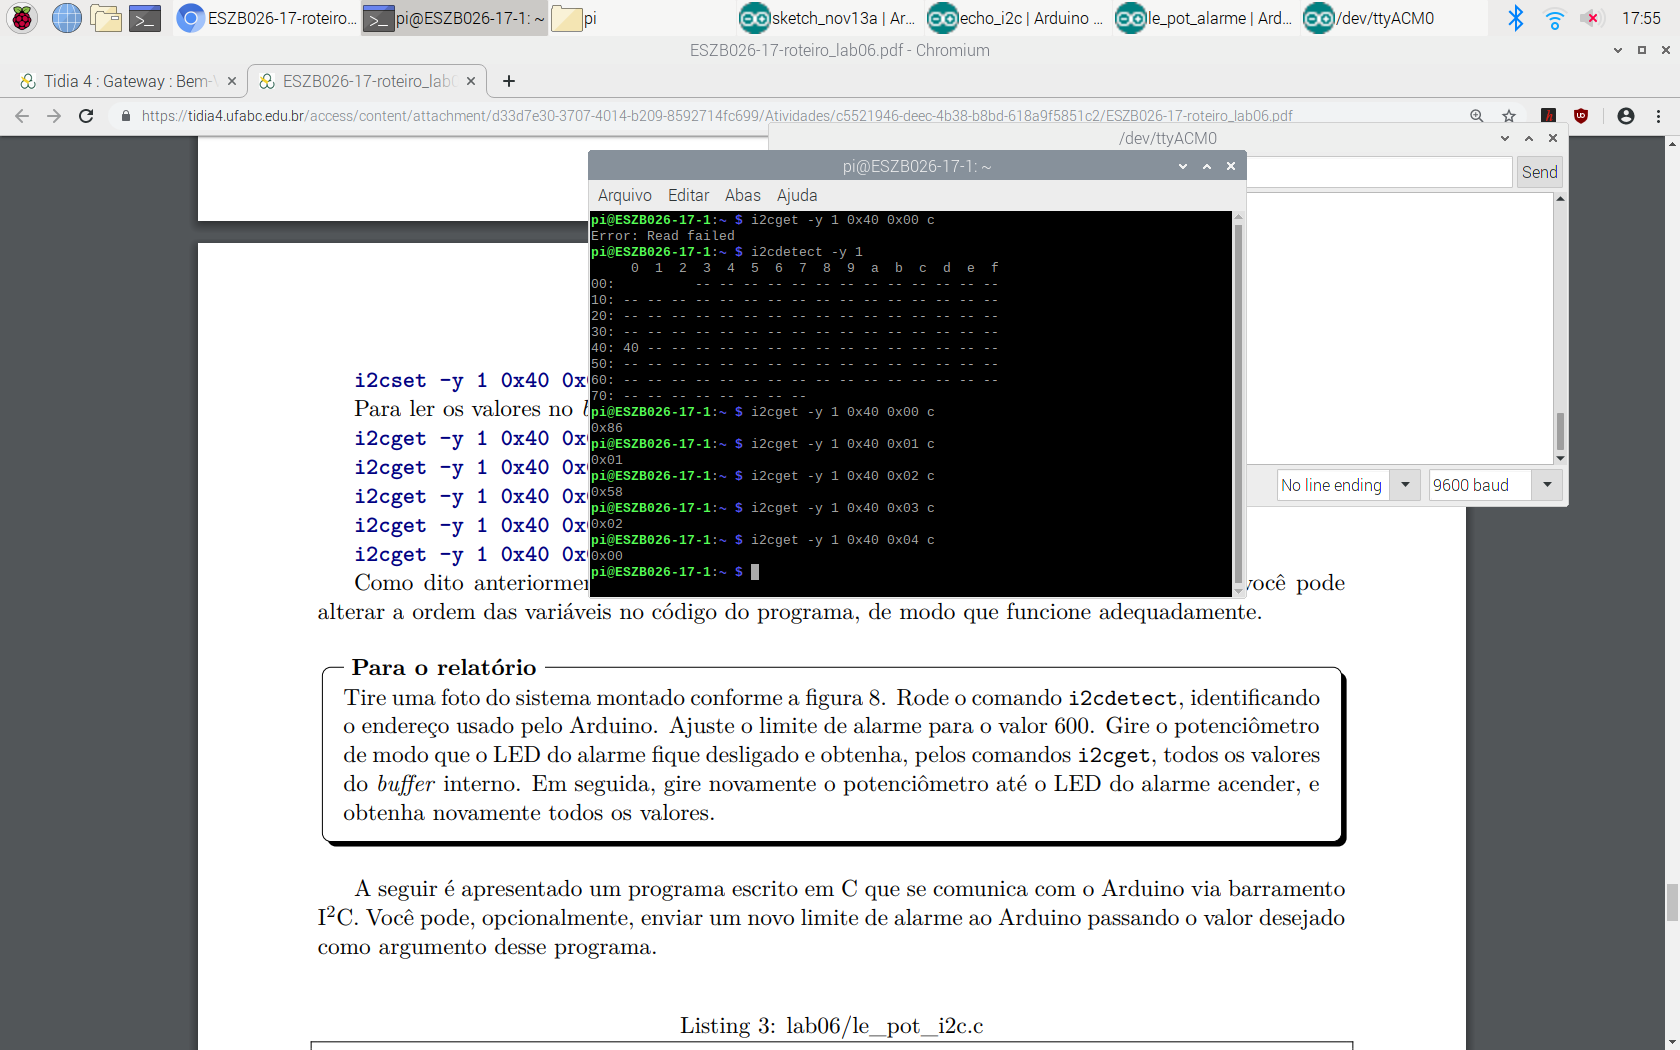 ESZB026-17-roteiro...
pi@ESZB026-17-1: ~
pi
sketch_nov13a | Ar...
echo_i2c | Arduino ...
le_pot_alarme | Ard...
/dev/ttyACM0
17:55
ESZB026-17-roteiro_lab06.pdf - Chromium
Tidia 4 : Gateway : Bem-
ESZB026-17-roteiro_lab
https://tidia4.ufabc.edu.br/access/content/attachment/d33d7e30-3707-4014-b209-8592714fc699/Atividades/c5521946-deec-4b38-b8bd-618a9f5851c2/ESZB026-17-roteiro_lab06.pdf
/dev/ttyACM0
Send
No line ending
9600 baud
pi@ESZB026-17-1: ~
Arquivo Editar Abas Ajuda
pi@ESZB026-17-1:~ $ i2cget -y 1 0x40 0x00 c
Error: Read failed
pi@ESZB026-17-1:~ $ i2cdetect -y 1
     0  1  2  3  4  5  6  7  8  9  a  b  c  d  e  f
00:          -- -- -- -- -- -- -- -- -- -- -- -- --
10: -- -- -- -- -- -- -- -- -- -- -- -- -- -- -- --
20: -- -- -- -- -- -- -- -- -- -- -- -- -- -- -- --
30: -- -- -- -- -- -- -- -- -- -- -- -- -- -- -- --
40: 40 -- -- -- -- -- -- -- -- -- -- -- -- -- -- --
50: -- -- -- -- -- -- -- -- -- -- -- -- -- -- -- --
60: -- -- -- -- -- -- -- -- -- -- -- -- -- -- -- --
70: -- -- -- -- -- -- -- --
pi@ESZB026-17-1:~ $ i2cget -y 1 0x40 0x00 c
0x86
pi@ESZB026-17-1:~ $ i2cget -y 1 0x40 0x01 c
0x01
pi@ESZB026-17-1:~ $ i2cget -y 1 0x40 0x02 c
0x58
pi@ESZB026-17-1:~ $ i2cget -y 1 0x40 0x03 c
0x02
pi@ESZB026-17-1:~ $ i2cget -y 1 0x40 0x04 c
0x00
pi@ESZB026-17-1:~ $
i2cset -y 1 0x40 0x
Para ler os valores no
i2cget -y 1 0x40 0x
i2cget -y 1 0x40 0x
i2cget -y 1 0x40 0x
i2cget -y 1 0x40 0x
i2cget -y 1 0x40 0x
Como dito anteriormen você pode
alterar a ordem das variáveis no código do programa, de modo que funcione adequadamente.
Para o relatório
Tire uma foto do sistema montado conforme a figura 8. Rode o comando i2cdetect, identificando
o endereço usado pelo Arduino. Ajuste o limite de alarme para o valor 600. Gire o potenciômetro
de modo que o LED do alarme fique desligado e obtenha, pelos comandos i2cget, todos os valores
do buffer interno. Em seguida, gire novamente o potenciômetro até o LED do alarme acender, e
obtenha novamente todos os valores.
A seguir é apresentado um programa escrito em C que se comunica com o Arduino via barramento
I²C. Você pode, opcionalmente, enviar um novo limite de alarme ao Arduino passando o valor desejado
como argumento desse programa.
Listing 3: lab06/le_pot_i2c.c